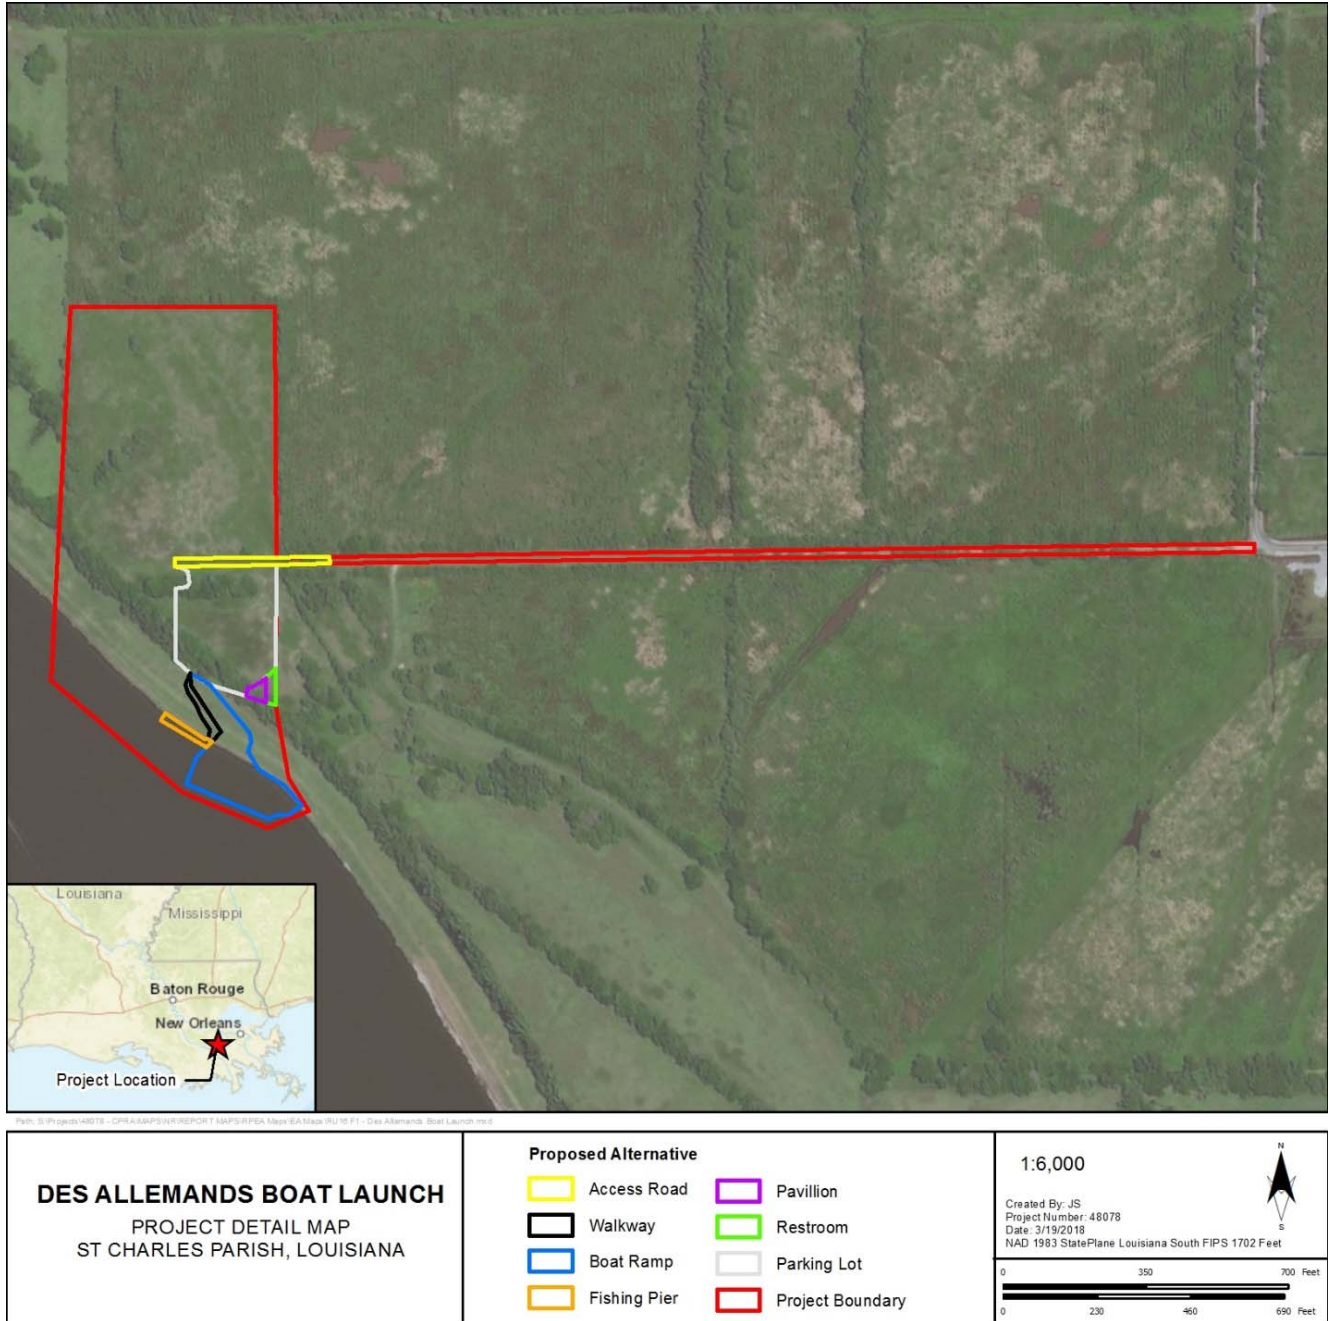 Louisiana
Mississippi
Baton Rouge
New Orleans
Project Location
DES ALLEMANDS BOAT LAUNCH
PROJECT DETAIL MAP
ST CHARLES PARISH, LOUISIANA
Proposed Alternative
Access Road
Walkway
Boat Ramp
Fishing Pier
Pavillion
Restroom
Parking Lot
Project Boundary
1:6,000
N
S
Created By: JS
Project Number: 48078
Date: 3/19/2018
NAD 1983 StatePlane Louisiana South FIPS 1702 Feet
0 350 700 Feet
0 230 460 690 Feet